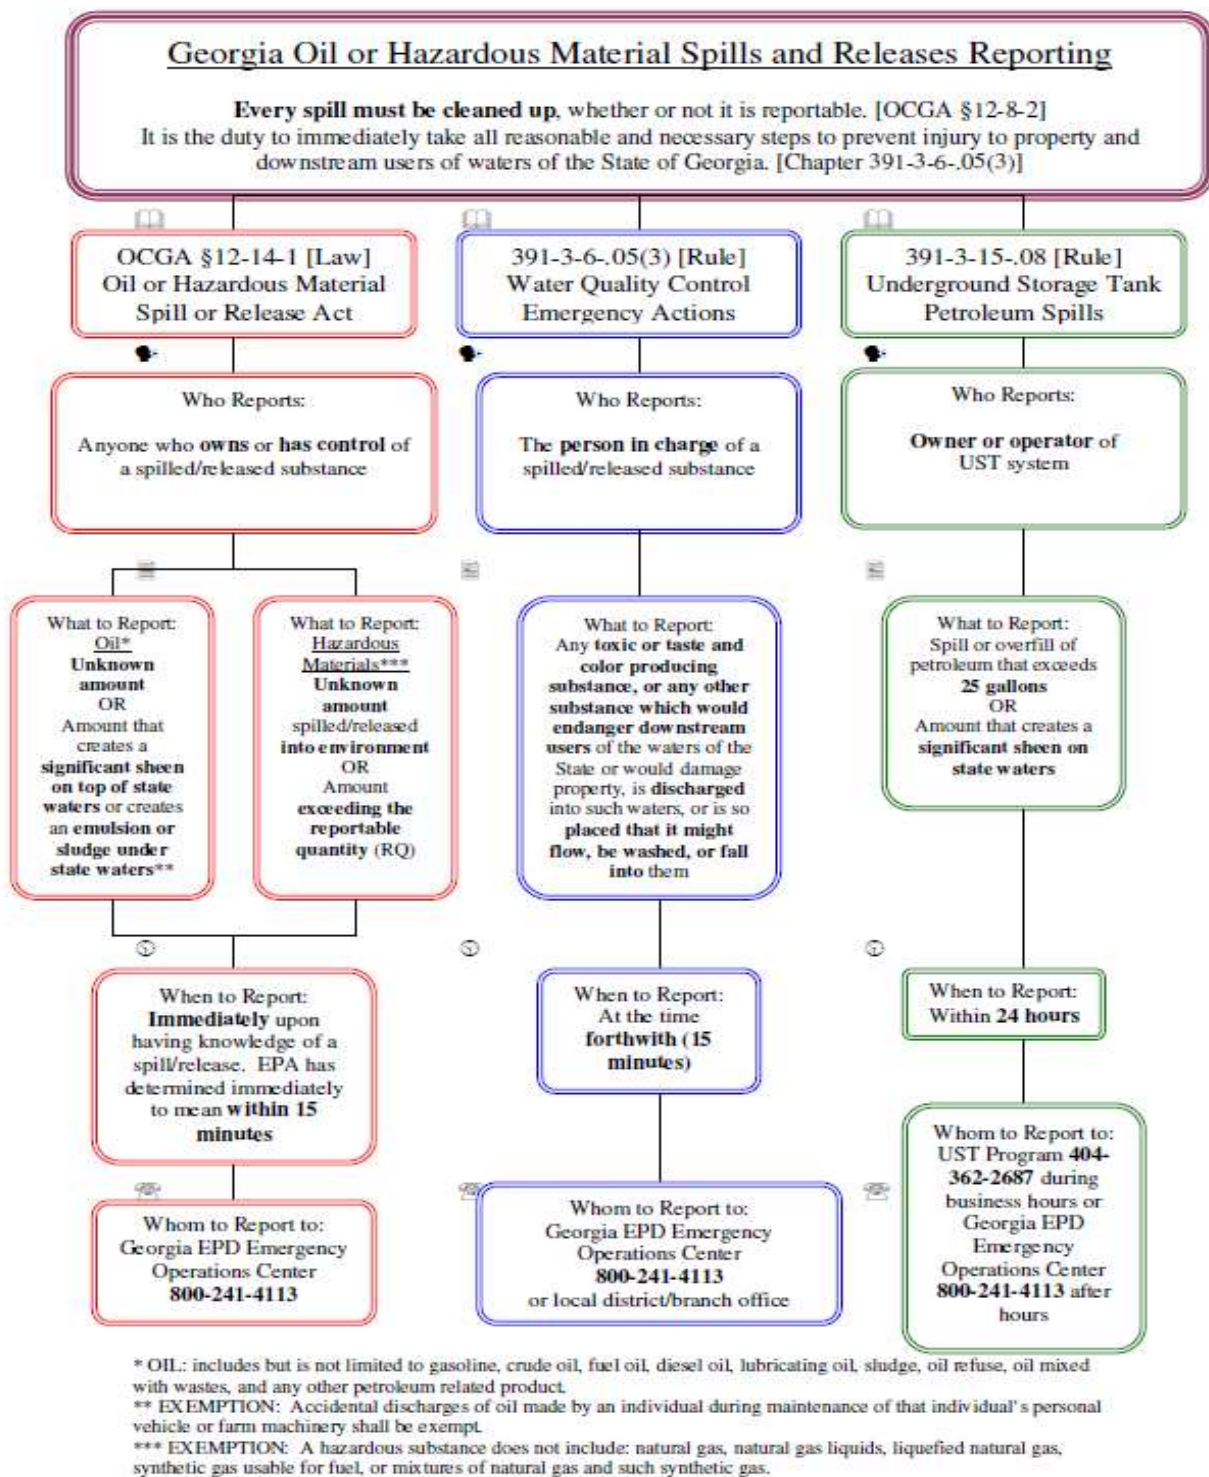 Georgia Oil or Hazardous Material Spills and Releases Reporting
Every spill must be cleaned up, whether or not it is reportable. [OCGA §12-8-2]
It is the duty to immediately take all reasonable and necessary steps to prevent injury to property and
downstream users of waters of the State of Georgia. [Chapter 391-3-6-.05(3)]
OCGA §12-14-1 [Law]
Oil or Hazardous Material
Spill or Release Act
Who Reports:
Anyone who owns or has control of
a spilled/released substance
What to Report:
Oil*
Unknown
amount
OR
Amount that
creates a
significant sheen
on top of state
waters or creates
an emulsion or
sludge under
state waters**
What to Report:
Hazardous
Materials***
Unknown
amount
spilled/released
into environment
OR
Amount
exceeding the
reportable
quantity (RQ)
When to Report:
Immediately upon
having knowledge of a
spill/release. EPA has
determined immediately
to mean within 15
minutes
Whom to Report to:
Georgia EPD Emergency
Operations Center
800-241-4113
391-3-6-.05(3) [Rule]
Water Quality Control
Emergency Actions
Who Reports:
The person in charge of a
spilled/released substance
What to Report:
Any toxic or taste and
color producing
substance, or any other
substance which would
endanger downstream
users of the waters of the
State or would damage
property, is discharged
into such waters, or is so
placed that it might
flow, be washed, or fall
into them
When to Report:
At the time
forthwith (15
minutes)
Whom to Report to:
Georgia EPD Emergency
Operations Center
800-241-4113
or local district/branch office
391-3-15-.08 [Rule]
Underground Storage Tank
Petroleum Spills
Who Reports:
Owner or operator of
UST system
What to Report:
Spill or overfill of
petroleum that exceeds
25 gallons
OR
Amount that creates a
significant sheen on
state waters
When to Report:
Within 24 hours
Whom to Report to:
UST Program 404-
362-2687 during
business hours or
Georgia EPD
Emergency
Operations Center
800-241-4113 after
hours
* OIL: includes but is not limited to gasoline, crude oil, fuel oil, diesel oil, lubricating oil, sludge, oil refuse, oil mixed
with wastes, and any other petroleum related product.
** EXEMPTION: Accidental discharges of oil made by an individual during maintenance of that individual's personal
vehicle or farm machinery shall be exempt.
*** EXEMPTION: A hazardous substance does not include: natural gas, natural gas liquids, liquefied natural gas,
synthetic gas usable for fuel, or mixtures of natural gas and such synthetic gas.